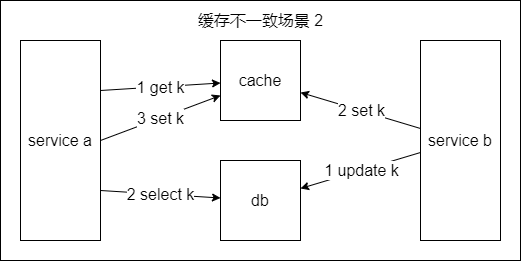 缓存不一致场景 2
service a
1 get k
3 set k
2 select k
cache
db
2 set k
1 update k
service b